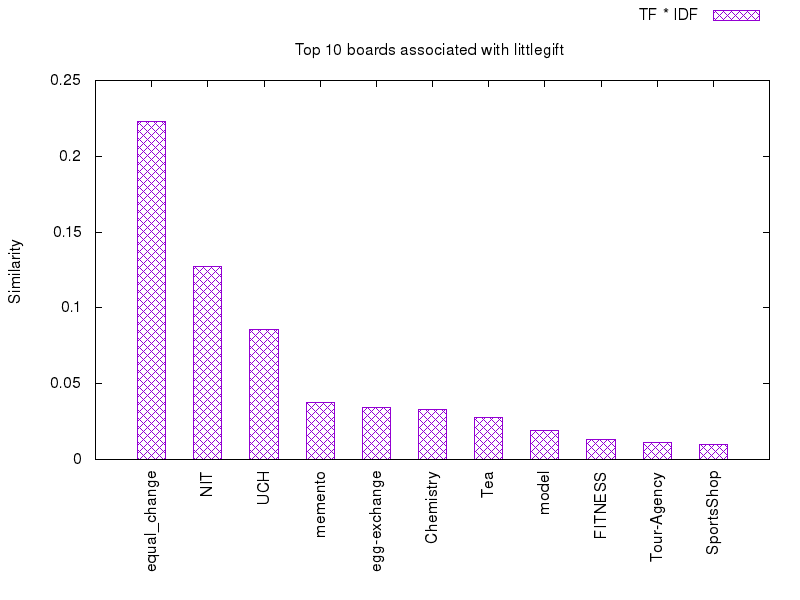 TF * IDF
Top 10 boards associated with littlegift
0.25
0.2
0.15
0.1
0.05
0
Similarity
equal_change
NIT
UCH
memento
egg-exchange
Chemistry
Tea
model
FITNESS
Tour-Agency
SportsShop